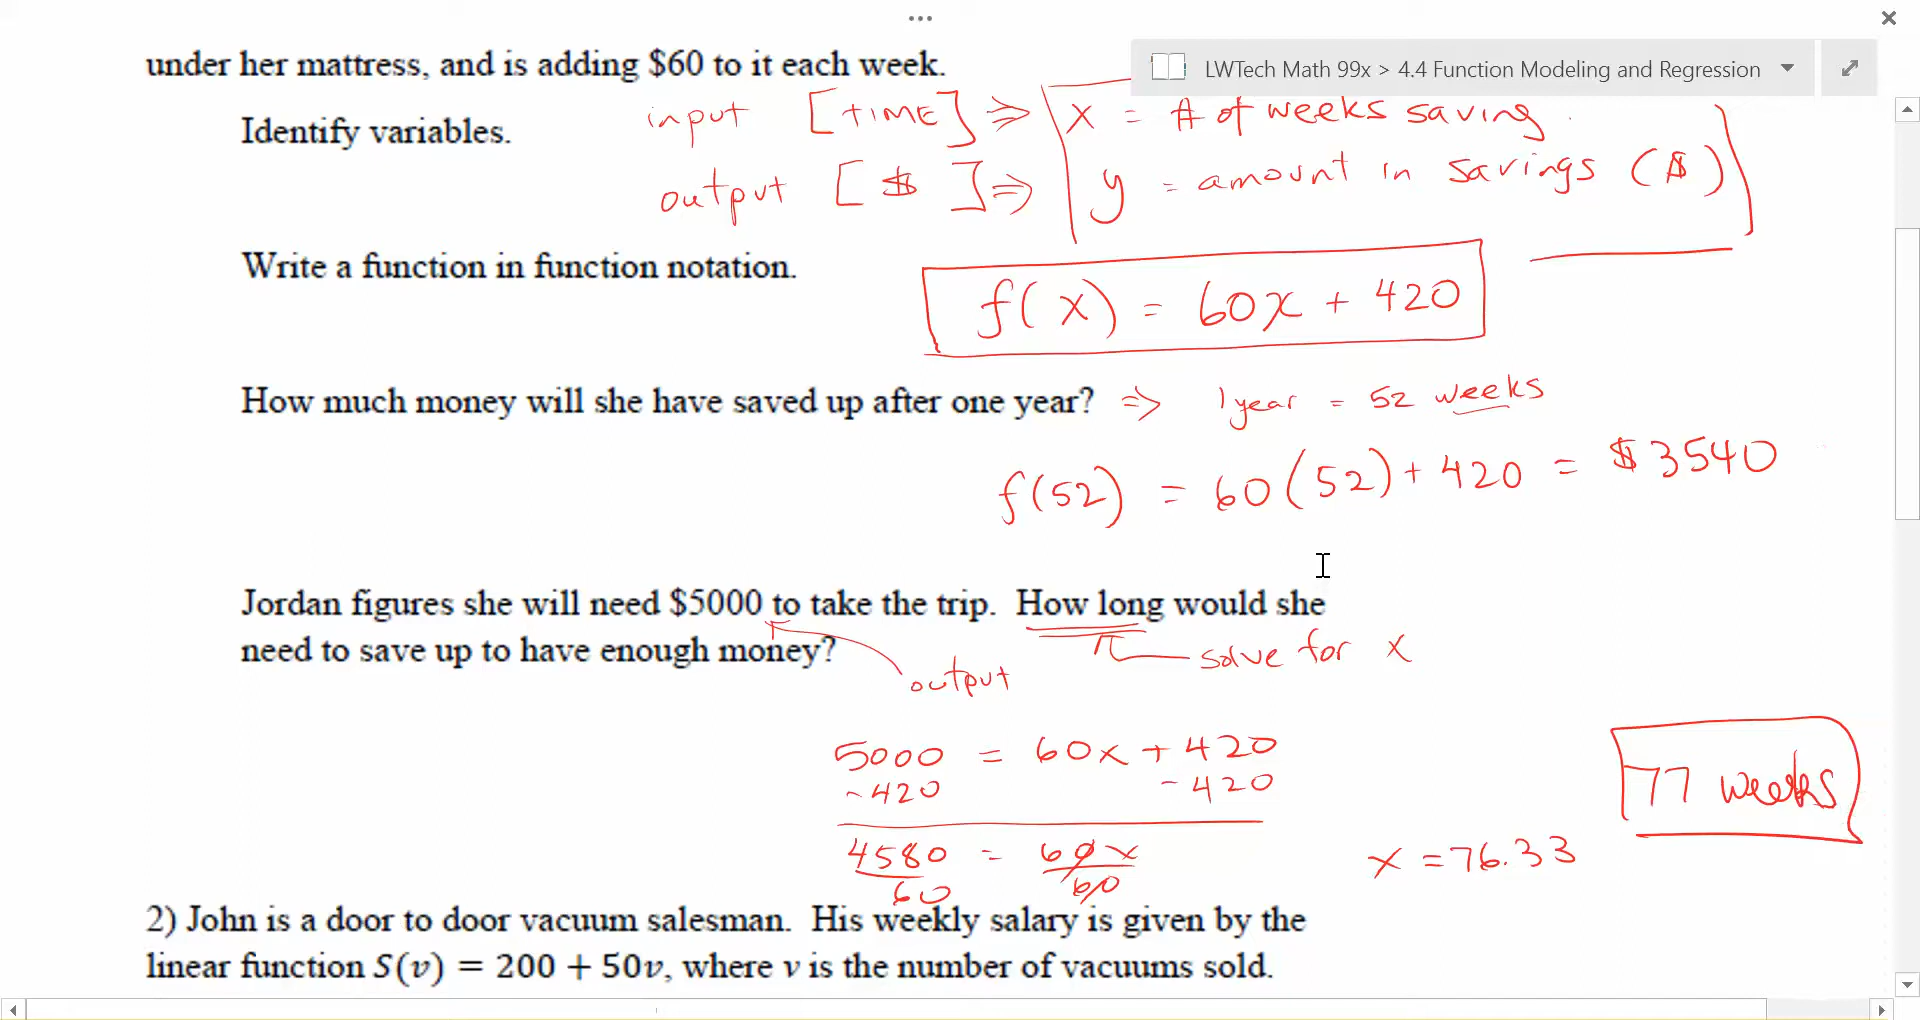 under her mattress, and is adding $60 to it each week.
LWTech Math 99x > 4.4 Function Modeling and Regression
Identify variables.
input [TIME] ⇒ x = # of weeks saving.
output [ $ ] ⇒ y = amount in savings ($)
Write a function in function notation.
f(x) = 60x + 420
How much money will she have saved up after one year? ⇒ 1 year = 52 weeks
f(52) = 60(52) + 420 = $3540
Jordan figures she will need $5000 to take the trip. How long would she
need to save up to have enough money?
solve for x
output
5000 = 60x + 420
-420 -420
77 weeks
4580 = 60x
60 60
x = 76.33
2) John is a door to door vacuum salesman. His weekly salary is given by the
linear function S(v) = 200 + 50v, where v is the number of vacuums sold.